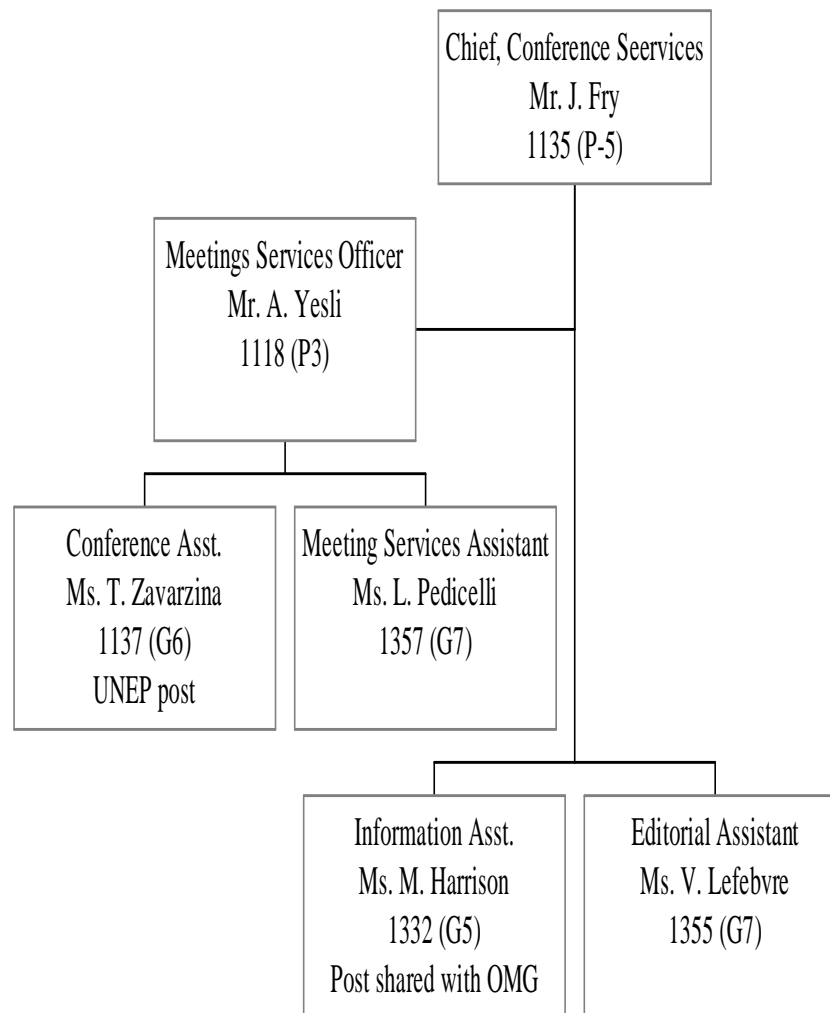 Chief, Conference Seervices
Mr. J. Fry
1135 (P-5)
Meetings Services Officer
Mr. A. Yesli
1118 (P3)
Conference Asst.
Ms. T. Zavarzina
1137 (G6)
UNEP post
Meeting Services Assistant
Ms. L. Pedicelli
1357 (G7)
Information Asst.
Ms. M. Harrison
1332 (G5)
Post shared with OMG
Editorial Assistant
Ms. V. Lefebvre
1355 (G7)